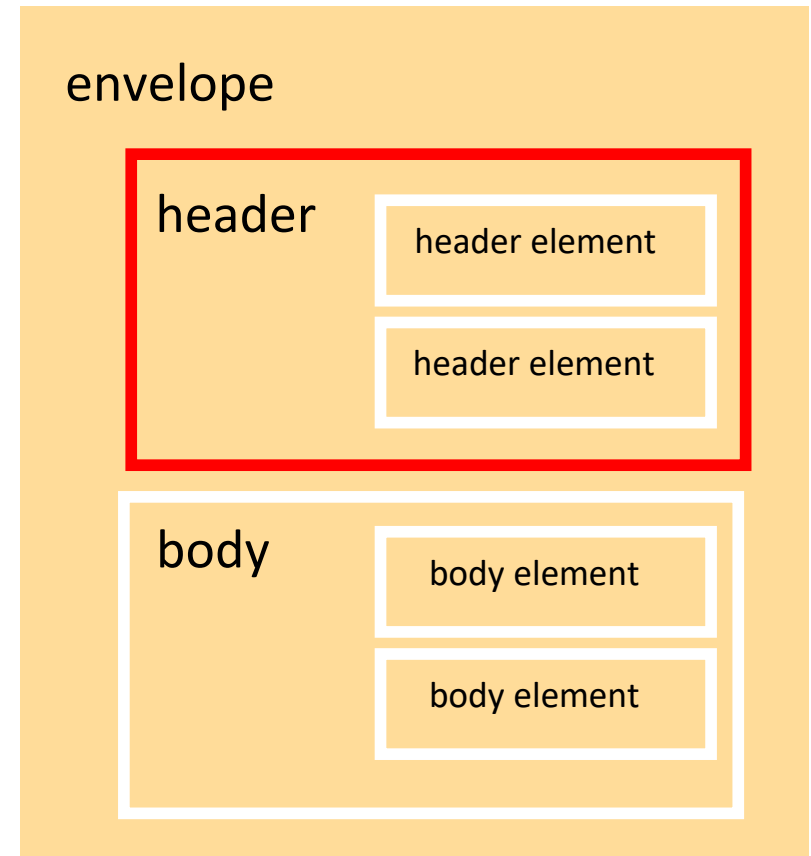 envelope
header
header element
header element
body
body element
body element